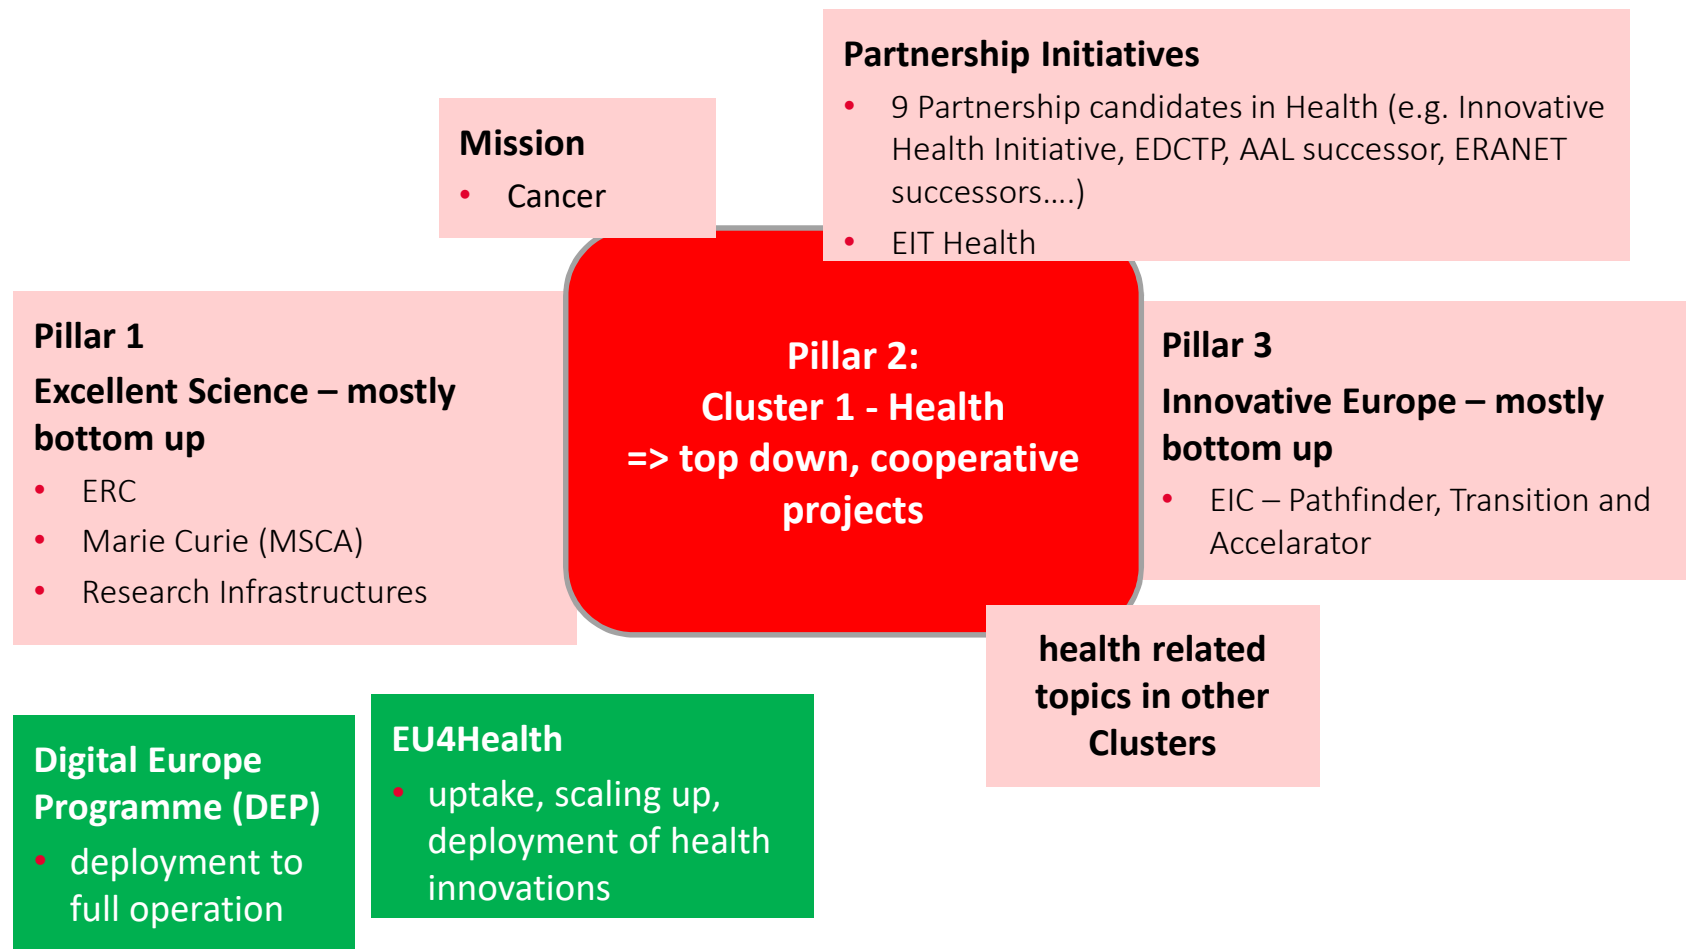 Partnership Initiatives
• 9 Partnership candidates in Health (e.g. Innovative
Health Initiative, EDCTP, AAL successor, ERANET
successors....)
• EIT Health
Mission
• Cancer
Pillar 1
Excellent Science – mostly
bottom up
• ERC
• Marie Curie (MSCA)
• Research Infrastructures
Pillar 2:
Cluster 1 - Health
=> top down, cooperative
projects
Pillar 3
Innovative Europe – mostly
bottom up
• EIC – Pathfinder, Transition and
Accelarator
health related
topics in other
Clusters
Digital Europe
Programme (DEP)
• deployment to
full operation
EU4Health
• uptake, scaling up,
deployment of health
innovations